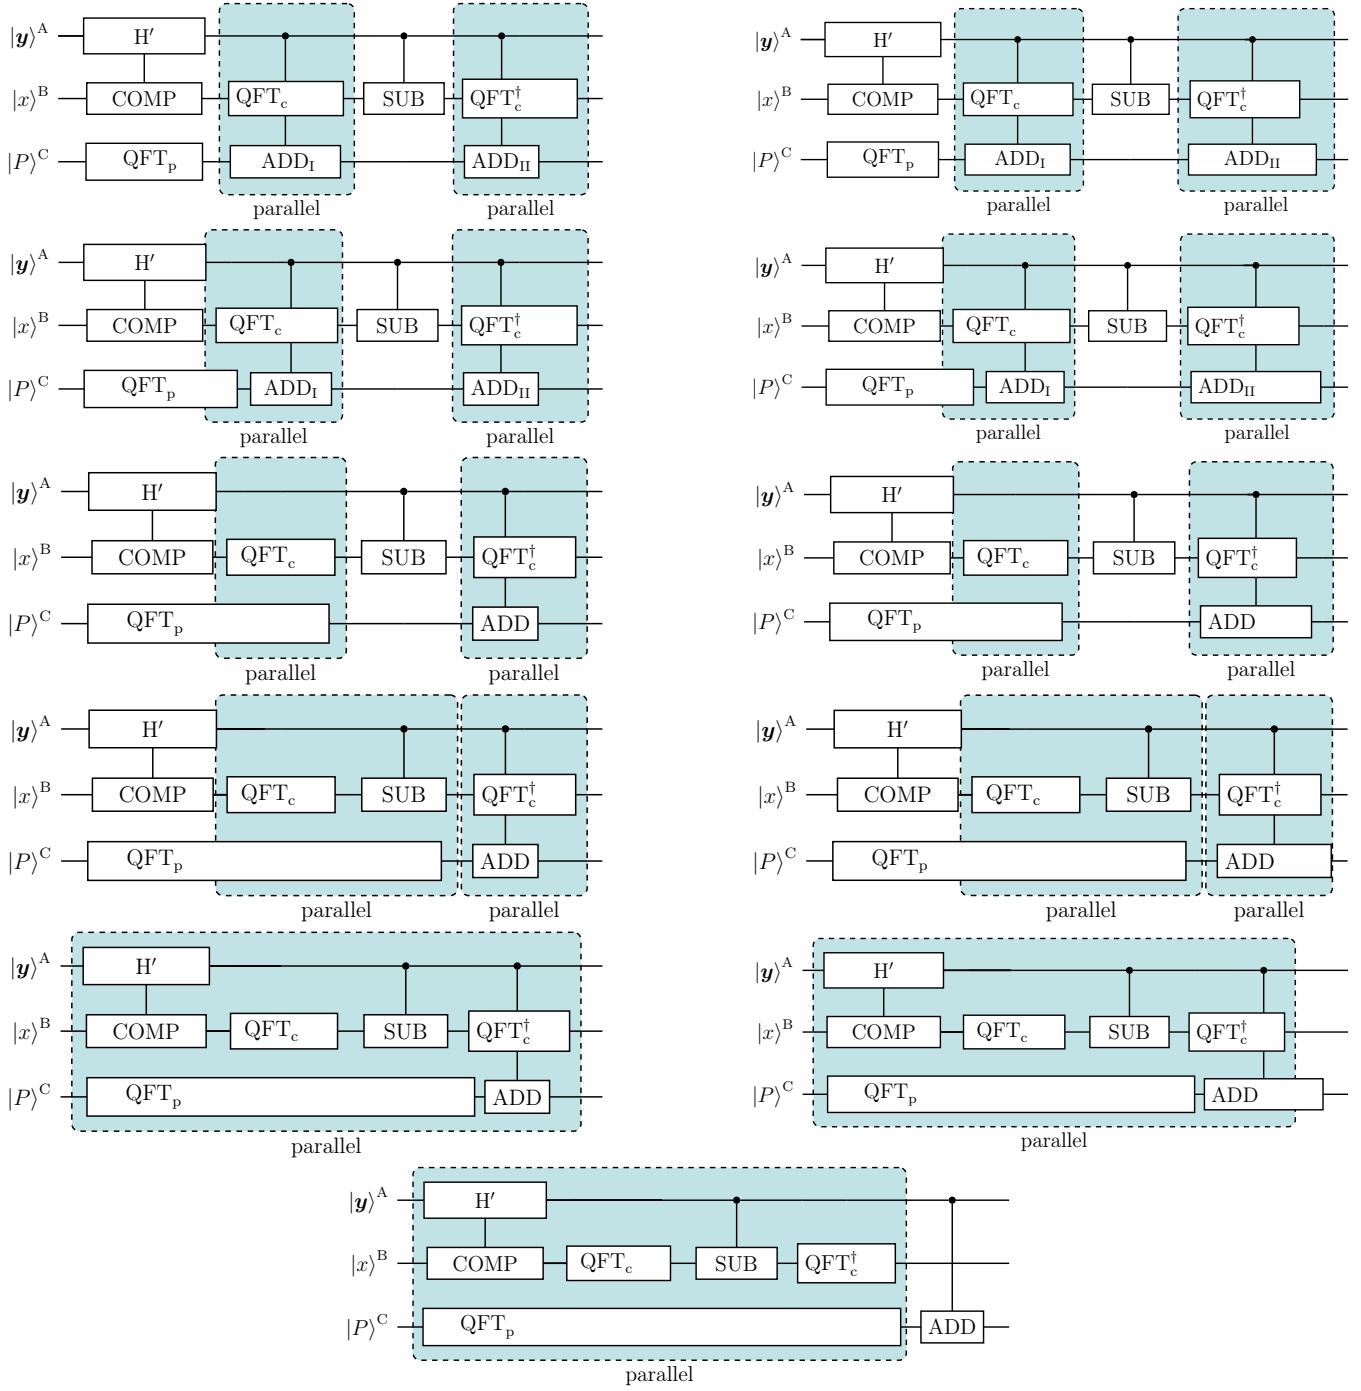 |y⟩ᴬ H′
|x⟩ᴮ COMP QFT_c SUB QFT_c^†
|P⟩ᶜ QFT_p ADD_I ADD_II
parallel parallel
|y⟩ᴬ H′
|x⟩ᴮ COMP QFT_c SUB QFT_c^†
|P⟩ᶜ QFT_p ADD_I ADD_II
parallel parallel
|y⟩ᴬ H′
|x⟩ᴮ COMP QFT_c SUB QFT_c^†
|P⟩ᶜ QFT_p ADD_I ADD_II
parallel parallel
|y⟩ᴬ H′
|x⟩ᴮ COMP QFT_c SUB QFT_c^†
|P⟩ᶜ QFT_p ADD_I ADD_II
parallel parallel
|y⟩ᴬ H′
|x⟩ᴮ COMP QFT_c SUB QFT_c^†
|P⟩ᶜ QFT_p ADD
parallel parallel
|y⟩ᴬ H′
|x⟩ᴮ COMP QFT_c SUB QFT_c^†
|P⟩ᶜ QFT_p ADD
parallel parallel
|y⟩ᴬ H′
|x⟩ᴮ COMP QFT_c SUB QFT_c^†
|P⟩ᶜ QFT_p ADD
parallel parallel
|y⟩ᴬ H′
|x⟩ᴮ COMP QFT_c SUB QFT_c^†
|P⟩ᶜ QFT_p ADD
parallel parallel
|y⟩ᴬ H′
|x⟩ᴮ COMP QFT_c SUB QFT_c^†
|P⟩ᶜ QFT_p ADD
parallel
|y⟩ᴬ H′
|x⟩ᴮ COMP QFT_c SUB QFT_c^†
|P⟩ᶜ QFT_p ADD
parallel
|y⟩ᴬ H′
|x⟩ᴮ COMP QFT_c SUB QFT_c^†
|P⟩ᶜ QFT_p ADD
parallel